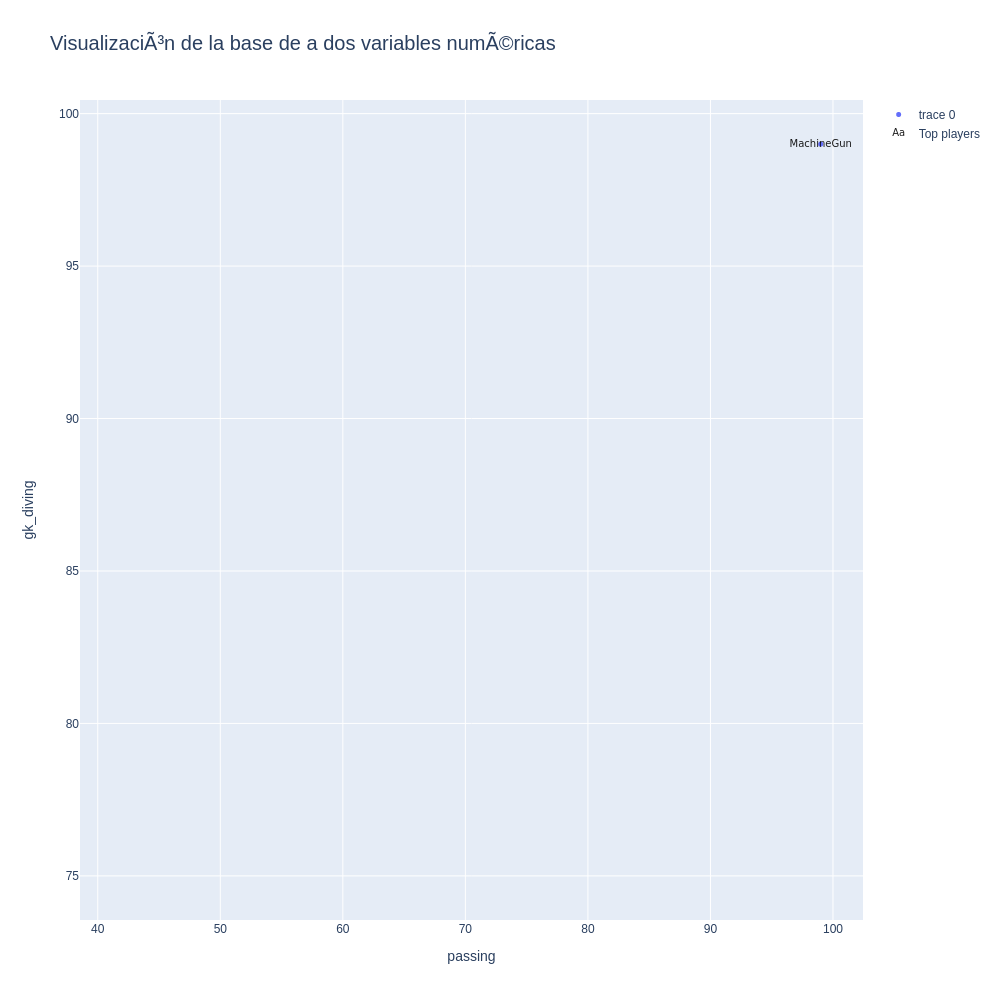 VisualizaciÃ³n de la base de a dos variables numÃ©ricas
100
95
90
85
80
75
gk_diving
40 50 60 70 80 90 100
passing
MachineGun
trace 0
Aa Top players